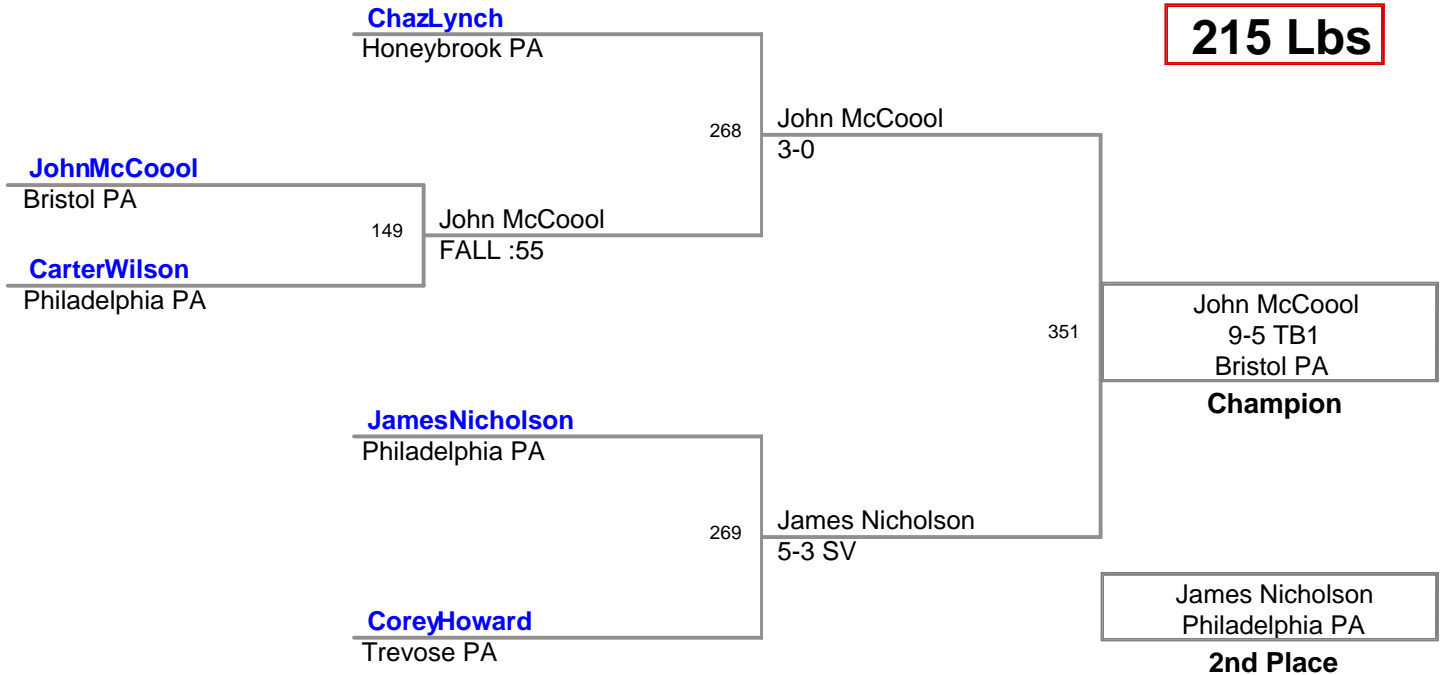 ChazLynch
Honeybrook PA
215 Lbs
268
John McCoool
3-0
JohnMcCoool
Bristol PA
149
John McCoool
FALL :55
CarterWilson
Philadelphia PA
351
John McCoool
9-5 TB1
Bristol PA
Champion
JamesNicholson
Philadelphia PA
269
James Nicholson
5-3 SV
CoreyHoward
Trevose PA
James Nicholson
Philadelphia PA
2nd Place